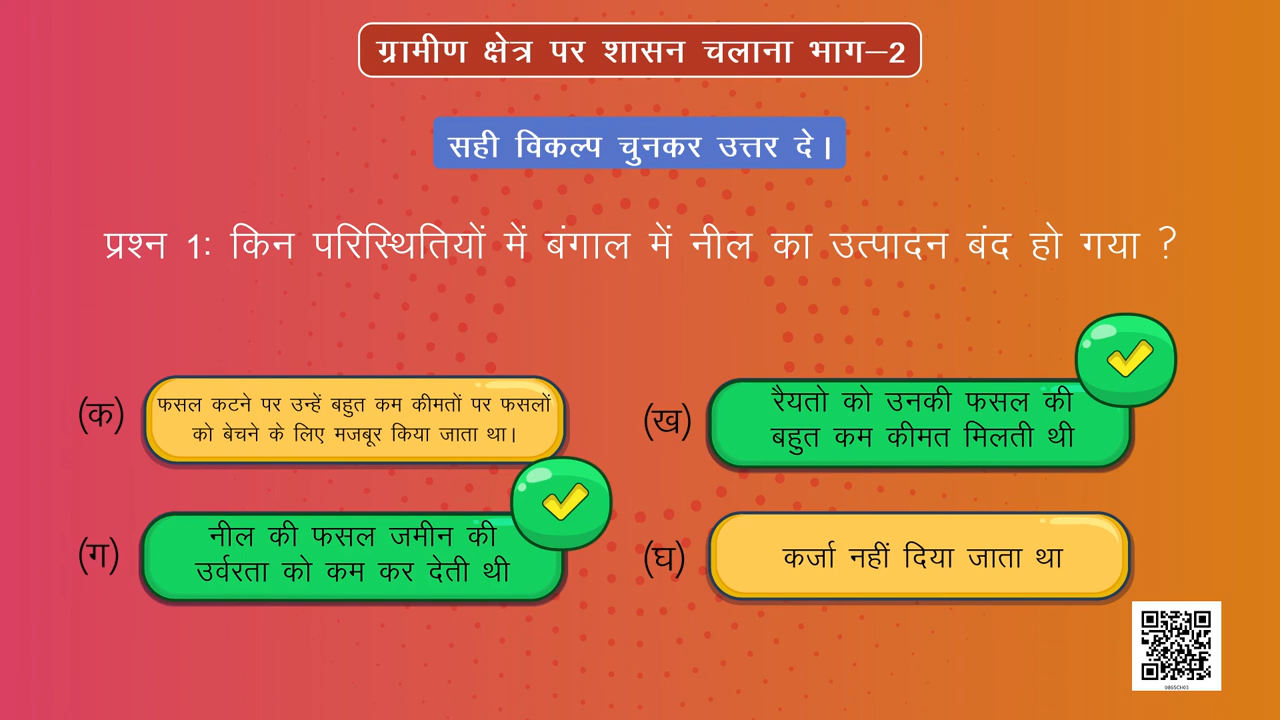 ग्रामीण क्षेत्र पर शासन चलाना भाग–2
सही विकल्प चुनकर उत्तर दे।
प्रश्न 1: किन परिस्थितियों में बंगाल में नील का उत्पादन बंद हो गया ?
(क) फसल कटने पर उन्हें बहुत कम कीमतों पर फसलों
को बेचने के लिए मजबूर किया जाता था।
(ख) रैयतो को उनकी फसल की
बहुत कम कीमत मिलती थी
(ग) नील की फसल जमीन की
उर्वरता को कम कर देती थी
(घ) कर्जा नहीं दिया जाता था
0865CH03